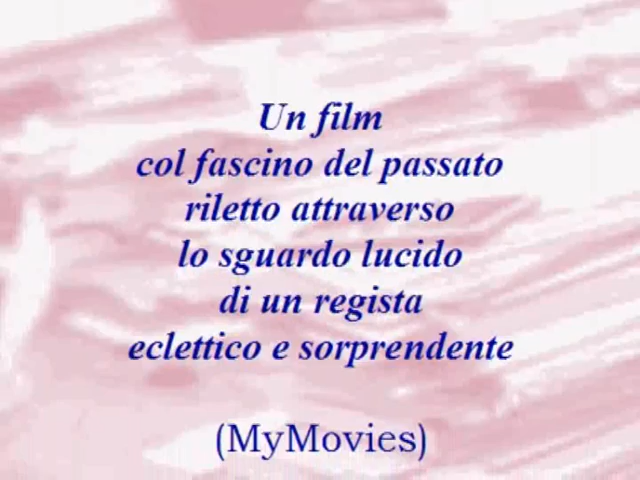 Un film
col fascino del passato
riletto attraverso
lo sguardo lucido
di un regista
eclettico e sorprendente
(MyMovies)